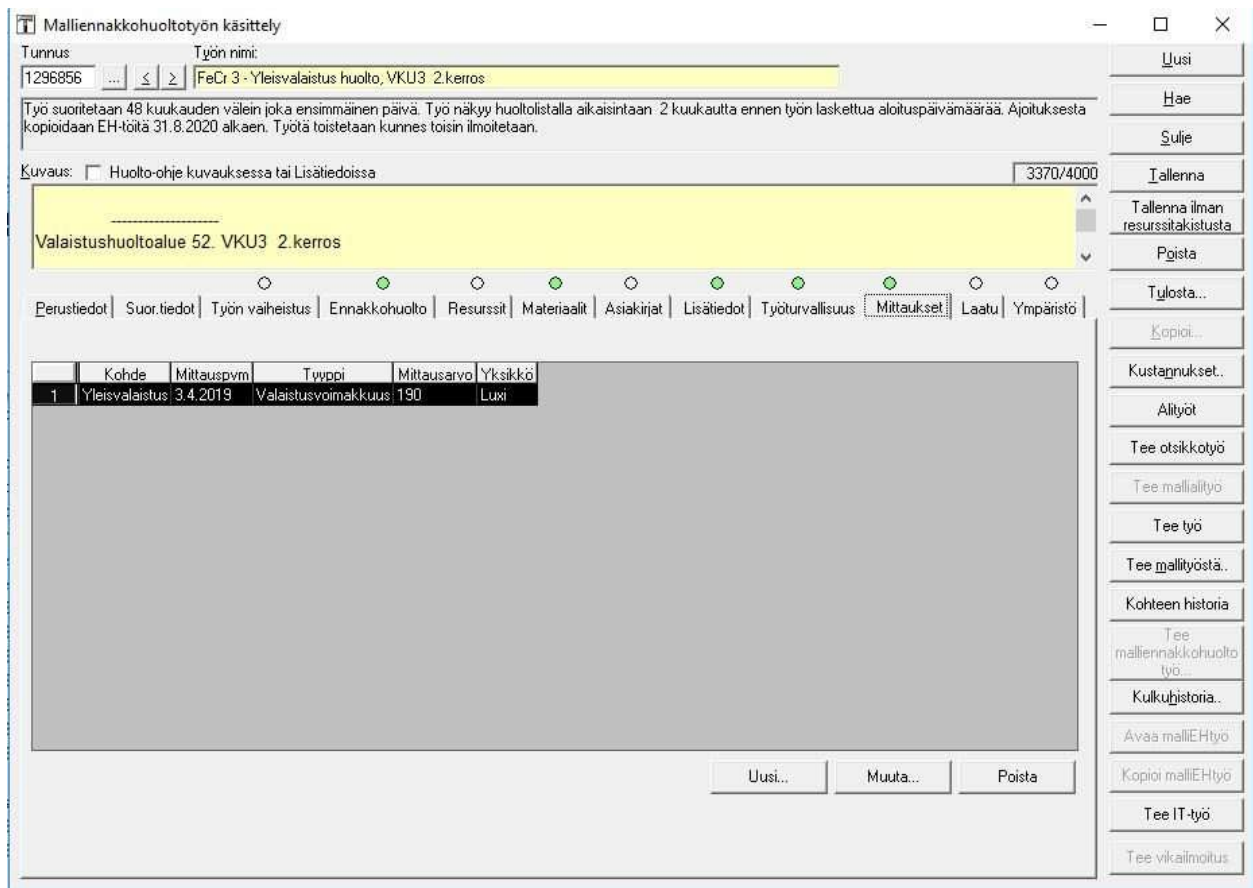 Malliennakkohuoltotyön käsittely
Tunnus Työn nimi:
1296856 ... < > FeCr 3 - Yleisvalaistus huolto, VKU3 2.kerros
Työ suoritetaan 48 kuukauden välein joka ensimmäinen päivä. Työ näkyy huoltolistalla aikaisintaan 2 kuukautta ennen työn laskettua aloituspäivämäärää. Ajoituksesta
kopioidaan EH-töitä 31.8.2020 alkaen. Työtä toistetaan kunnes toisin ilmoitetaan.
Kuvaus: Huolto-ohje kuvauksessa tai Lisätiedoissa 3370/4000
--------------------
Valaistushuoltoalue 52. VKU3 2.kerros
Perustiedot Suor.tiedot Työn vaiheistus Ennakkohuolto Resurssit Materiaalit Asiakirjat Lisätiedot Työturvallisuus Mittaukset Laatu Ympäristö
Kohde Mittauspvm Tyyppi Mittausarvo Yksikkö
1 Yleisvalaistus 3.4.2019 Valaistusvoimakkuus 190 Luxi
Uusi... Muuta... Poista
Uusi
Hae
Sulje
Tallenna
Tallenna ilman
resurssitakistusta
Poista
Tulosta...
Kopioi...
Kustannukset..
Alityöt
Tee otsikkotyö
Tee mallialityö
Tee työ
Tee mallityöstä..
Kohteen historia
Tee
malliennakkohuolto
työ...
Kulkuhistoria..
Avaa malliEHtyö
Kopioi malliEHtyö
Tee IT-työ
Tee vikailmoitus